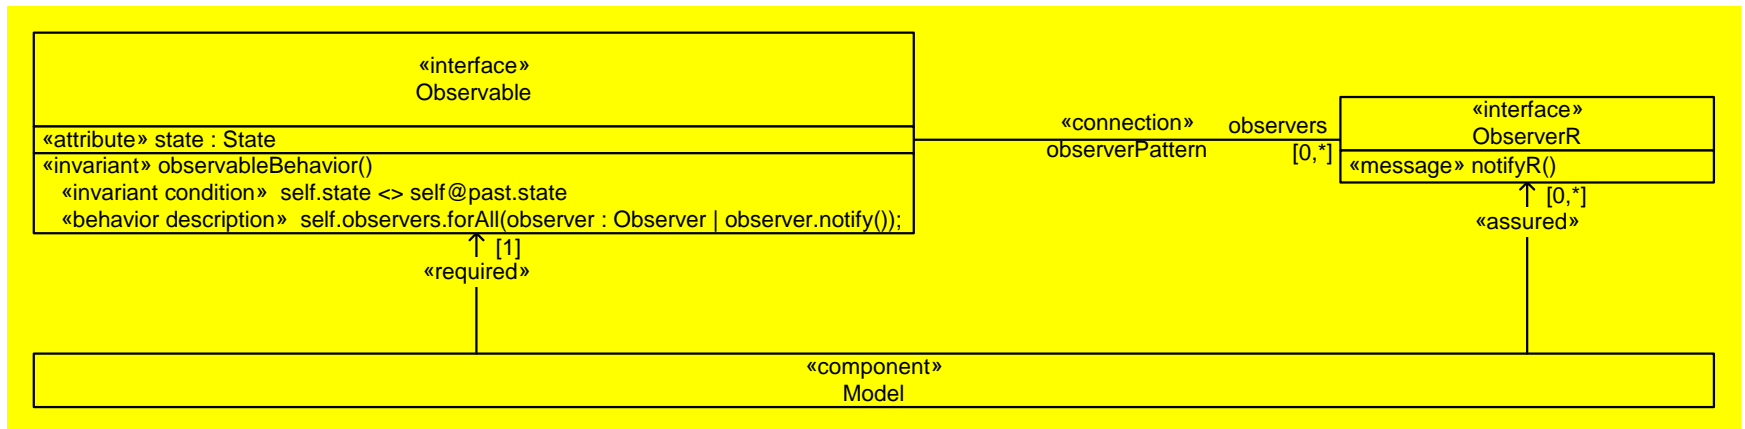 «interface»
Observable
«attribute» state : State
«invariant» observableBehavior()
«invariant condition» self.state <> self@past.state
«behavior description» self.observers.forAll(observer : Observer | observer.notify());
«connection»
observerPattern
observers
[0,*]
«interface»
ObserverR
«message» notifyR()
[1]
«required»
[0,*]
«assured»
«component»
Model